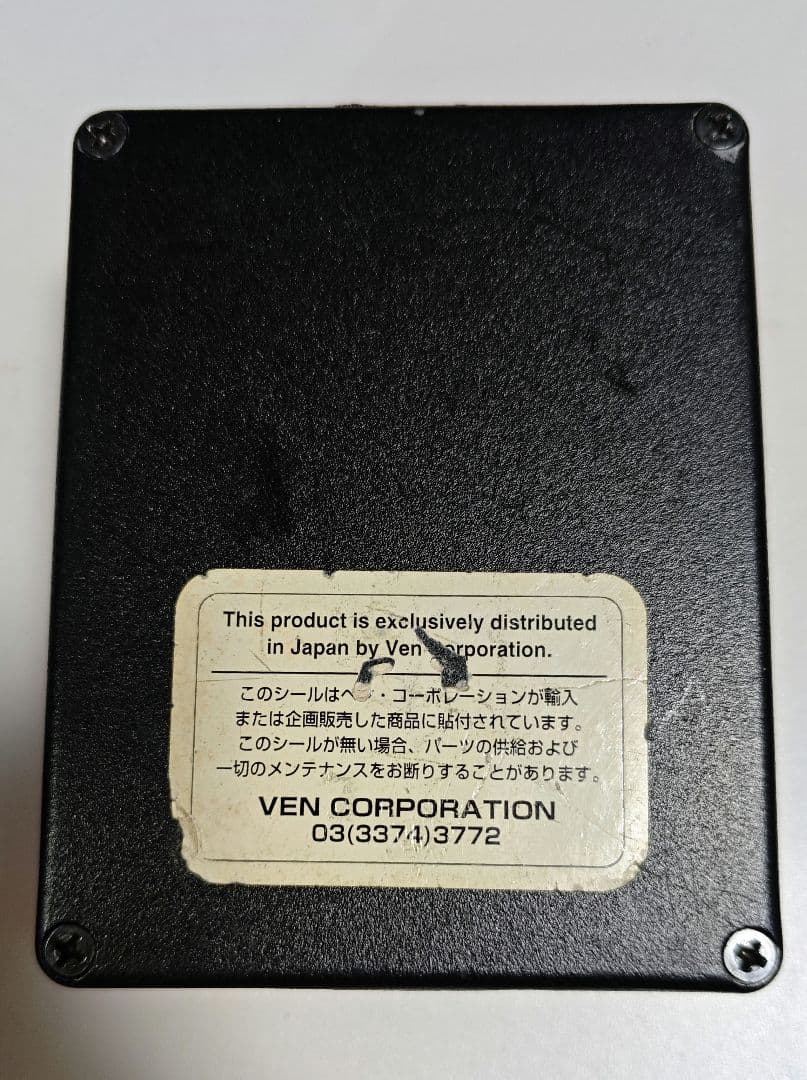 This product is exclusively distributed
in Japan by Ven
このシールは・コーポレーションが輸入
または企画販売した商品に貼付されています。
このシールが無い場合、パーツの供給および
一切のメンテナンスをお断りすることがあります。
VEN CORPORATION
03(3374)3772